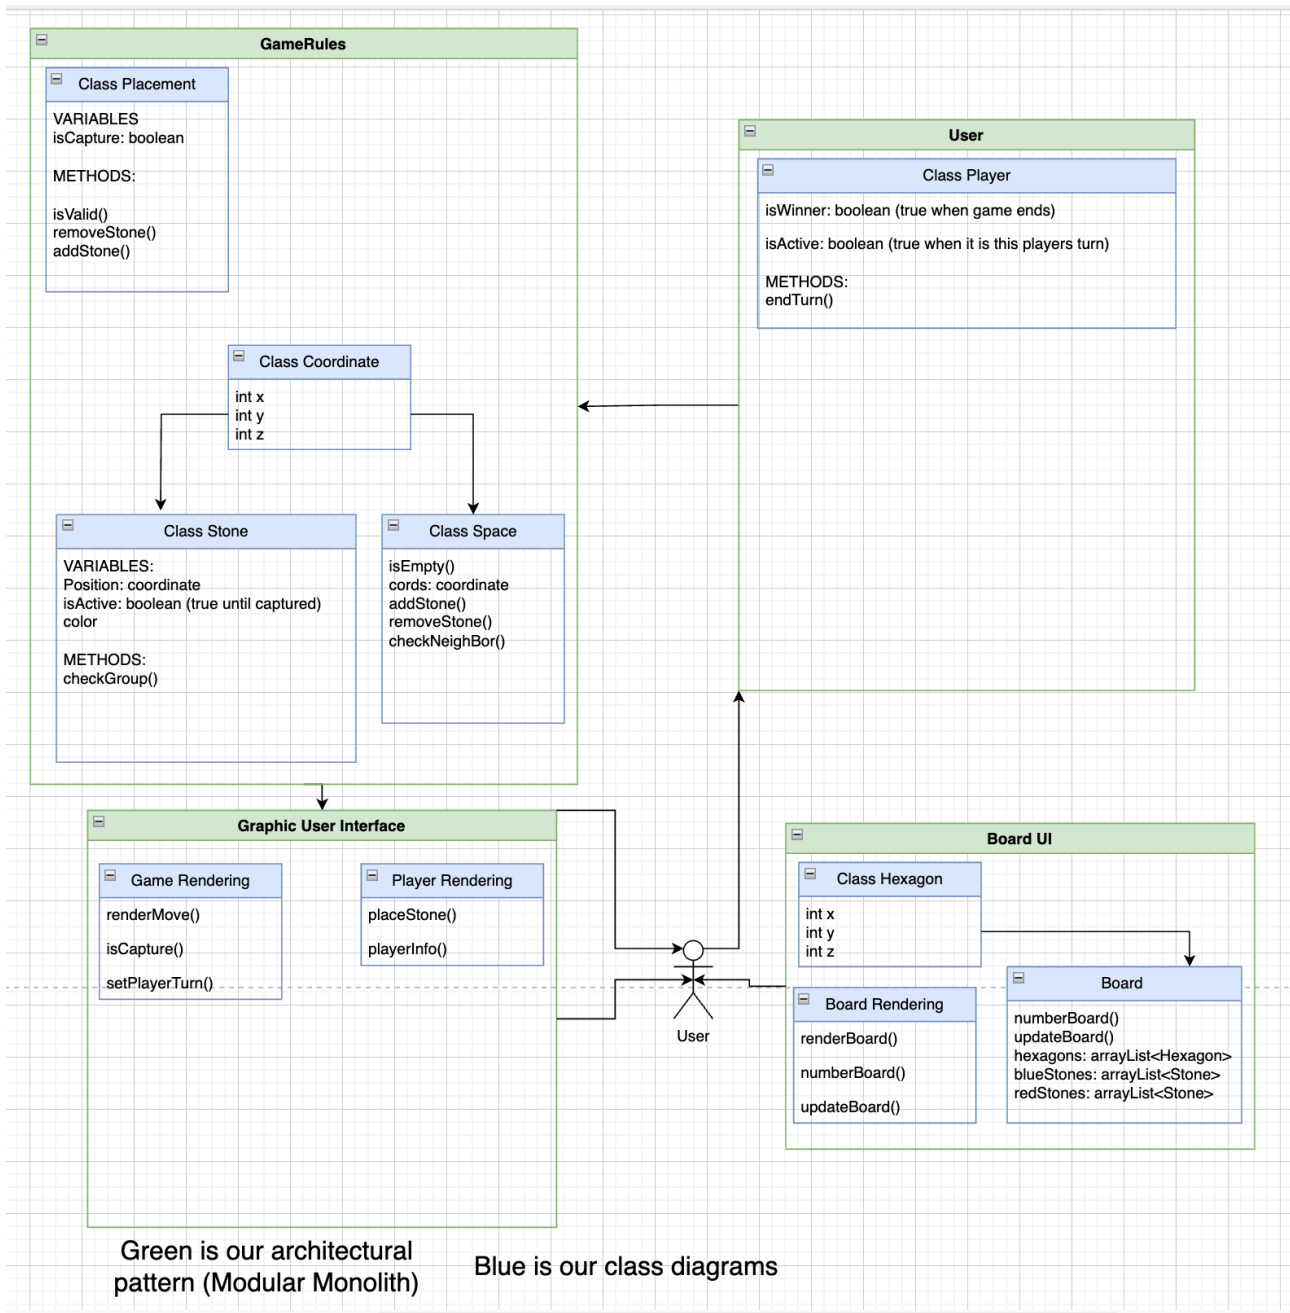 GameRules
Class Placement
VARIABLES
isCapture: boolean
METHODS:
isValid()
removeStone()
addStone()
Class Coordinate
int x
int y
int z
Class Stone
VARIABLES:
Position: coordinate
isActive: boolean (true until captured)
color
METHODS:
checkGroup()
Class Space
isEmpty()
cords: coordinate
addStone()
removeStone()
checkNeighBor()
User
Class Player
isWinner: boolean (true when game ends)
isActive: boolean (true when it is this players turn)
METHODS:
endTurn()
Graphic User Interface
Game Rendering
renderMove()
isCapture()
setPlayerTurn()
Player Rendering
placeStone()
playerInfo()
User
Board UI
Class Hexagon
int x
int y
int z
Board Rendering
renderBoard()
numberBoard()
updateBoard()
Board
numberBoard()
updateBoard()
hexagons: arrayList<Hexagon>
blueStones: arrayList<Stone>
redStones: arrayList<Stone>
Green is our architectural
pattern (Modular Monolith)
Blue is our class diagrams